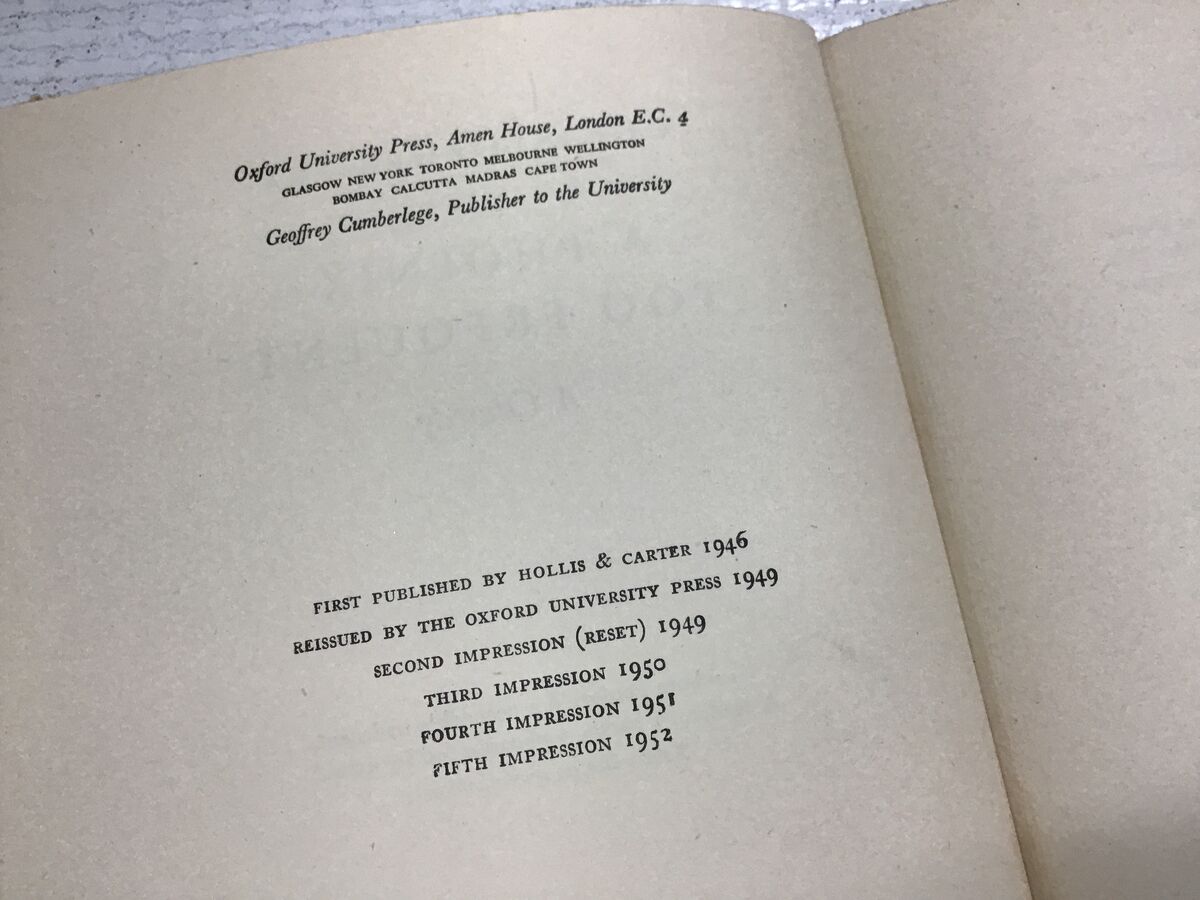 Oxford University Press, Amen House, London E.C. 4
GLASGOW NEW YORK TORONTO MELBOURNE WELLINGTON
BOMBAY CALCUTTA MADRAS CAPE TOWN
Geoffrey Cumberlege, Publisher to the University
FIRST PUBLISHED BY HOLLIS & CARTER 1946
REISSUED BY THE OXFORD UNIVERSITY PRESS 1949
SECOND IMPRESSION (RESET) 1949
THIRD IMPRESSION 1950
FOURTH IMPRESSION 1951
FIFTH IMPRESSION 1952